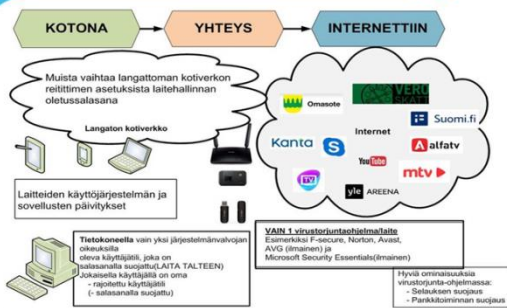 KOTONA
YHTEYS
INTERNETTIIN
Muista vaihtaa langattoman kotiverkon
reitittimen asetuksista laitehallinnan
oletussalasana
Langaton kotiverkko
Omasote
VERO
SKATT
Suomi.fi
Kanta
Internet
alfatv
YouTube
mtv
TV
yle AREENA
Laitteiden käyttöjärjestelmän ja
sovellusten päivitykset
Tietokoneella vain yksi järjestelmänvalvojan
oikeuksilla
oleva käyttäjätili, joka on
salasanalla suojattu(LAITA TALTEEN)
Jokaisella käyttäjällä on oma
- rajoitettu käyttäjätili
(- salasanalla suojattu)
VAIN 1 virustorjuntaohjelma/laite
Esimerkiksi F-secure, Norton, Avast,
AVG (ilmainen) ja
Microsoft Security Essentials(ilmainen)
Hyviä ominaisuuksia
virustorjunta-ohjelmassa:
- Selauksen suojaus
- Pankkitoiminnan suojaus